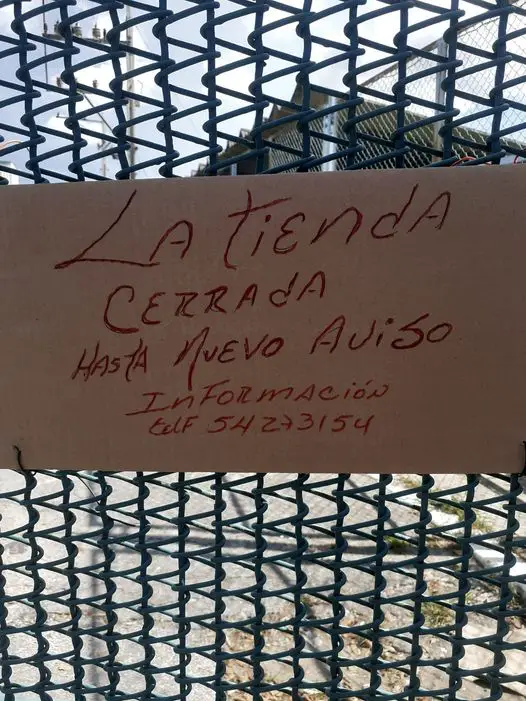 LA tiendA
CERRAdA
HASTA NUEVO AViSO
InFORMACión
telF 54273154